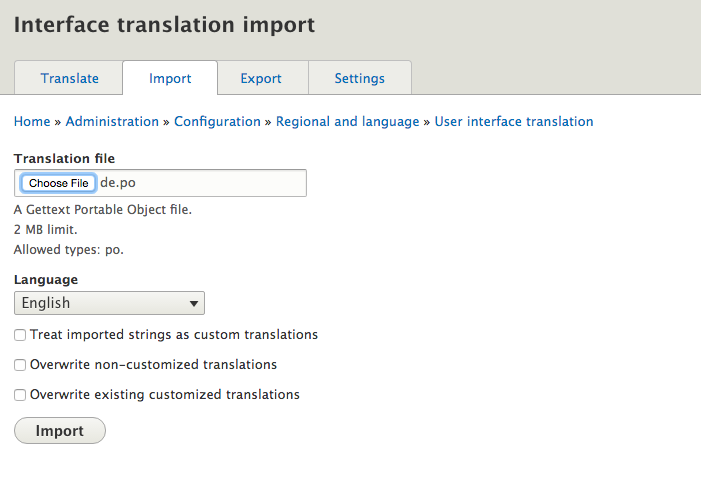 Interface translation import
Translate Import Export Settings
Home » Administration » Configuration » Regional and language » User interface translation
Translation file
Choose File de.po
A Gettext Portable Object file.
2 MB limit.
Allowed types: po.
Language
English
Treat imported strings as custom translations
Overwrite non-customized translations
Overwrite existing customized translations
Import